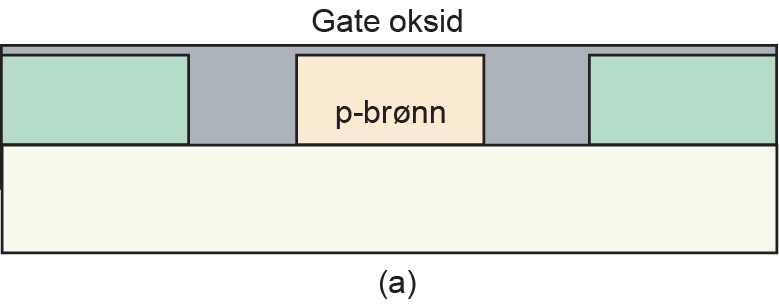 Gate oksid
p-brønn
(a)